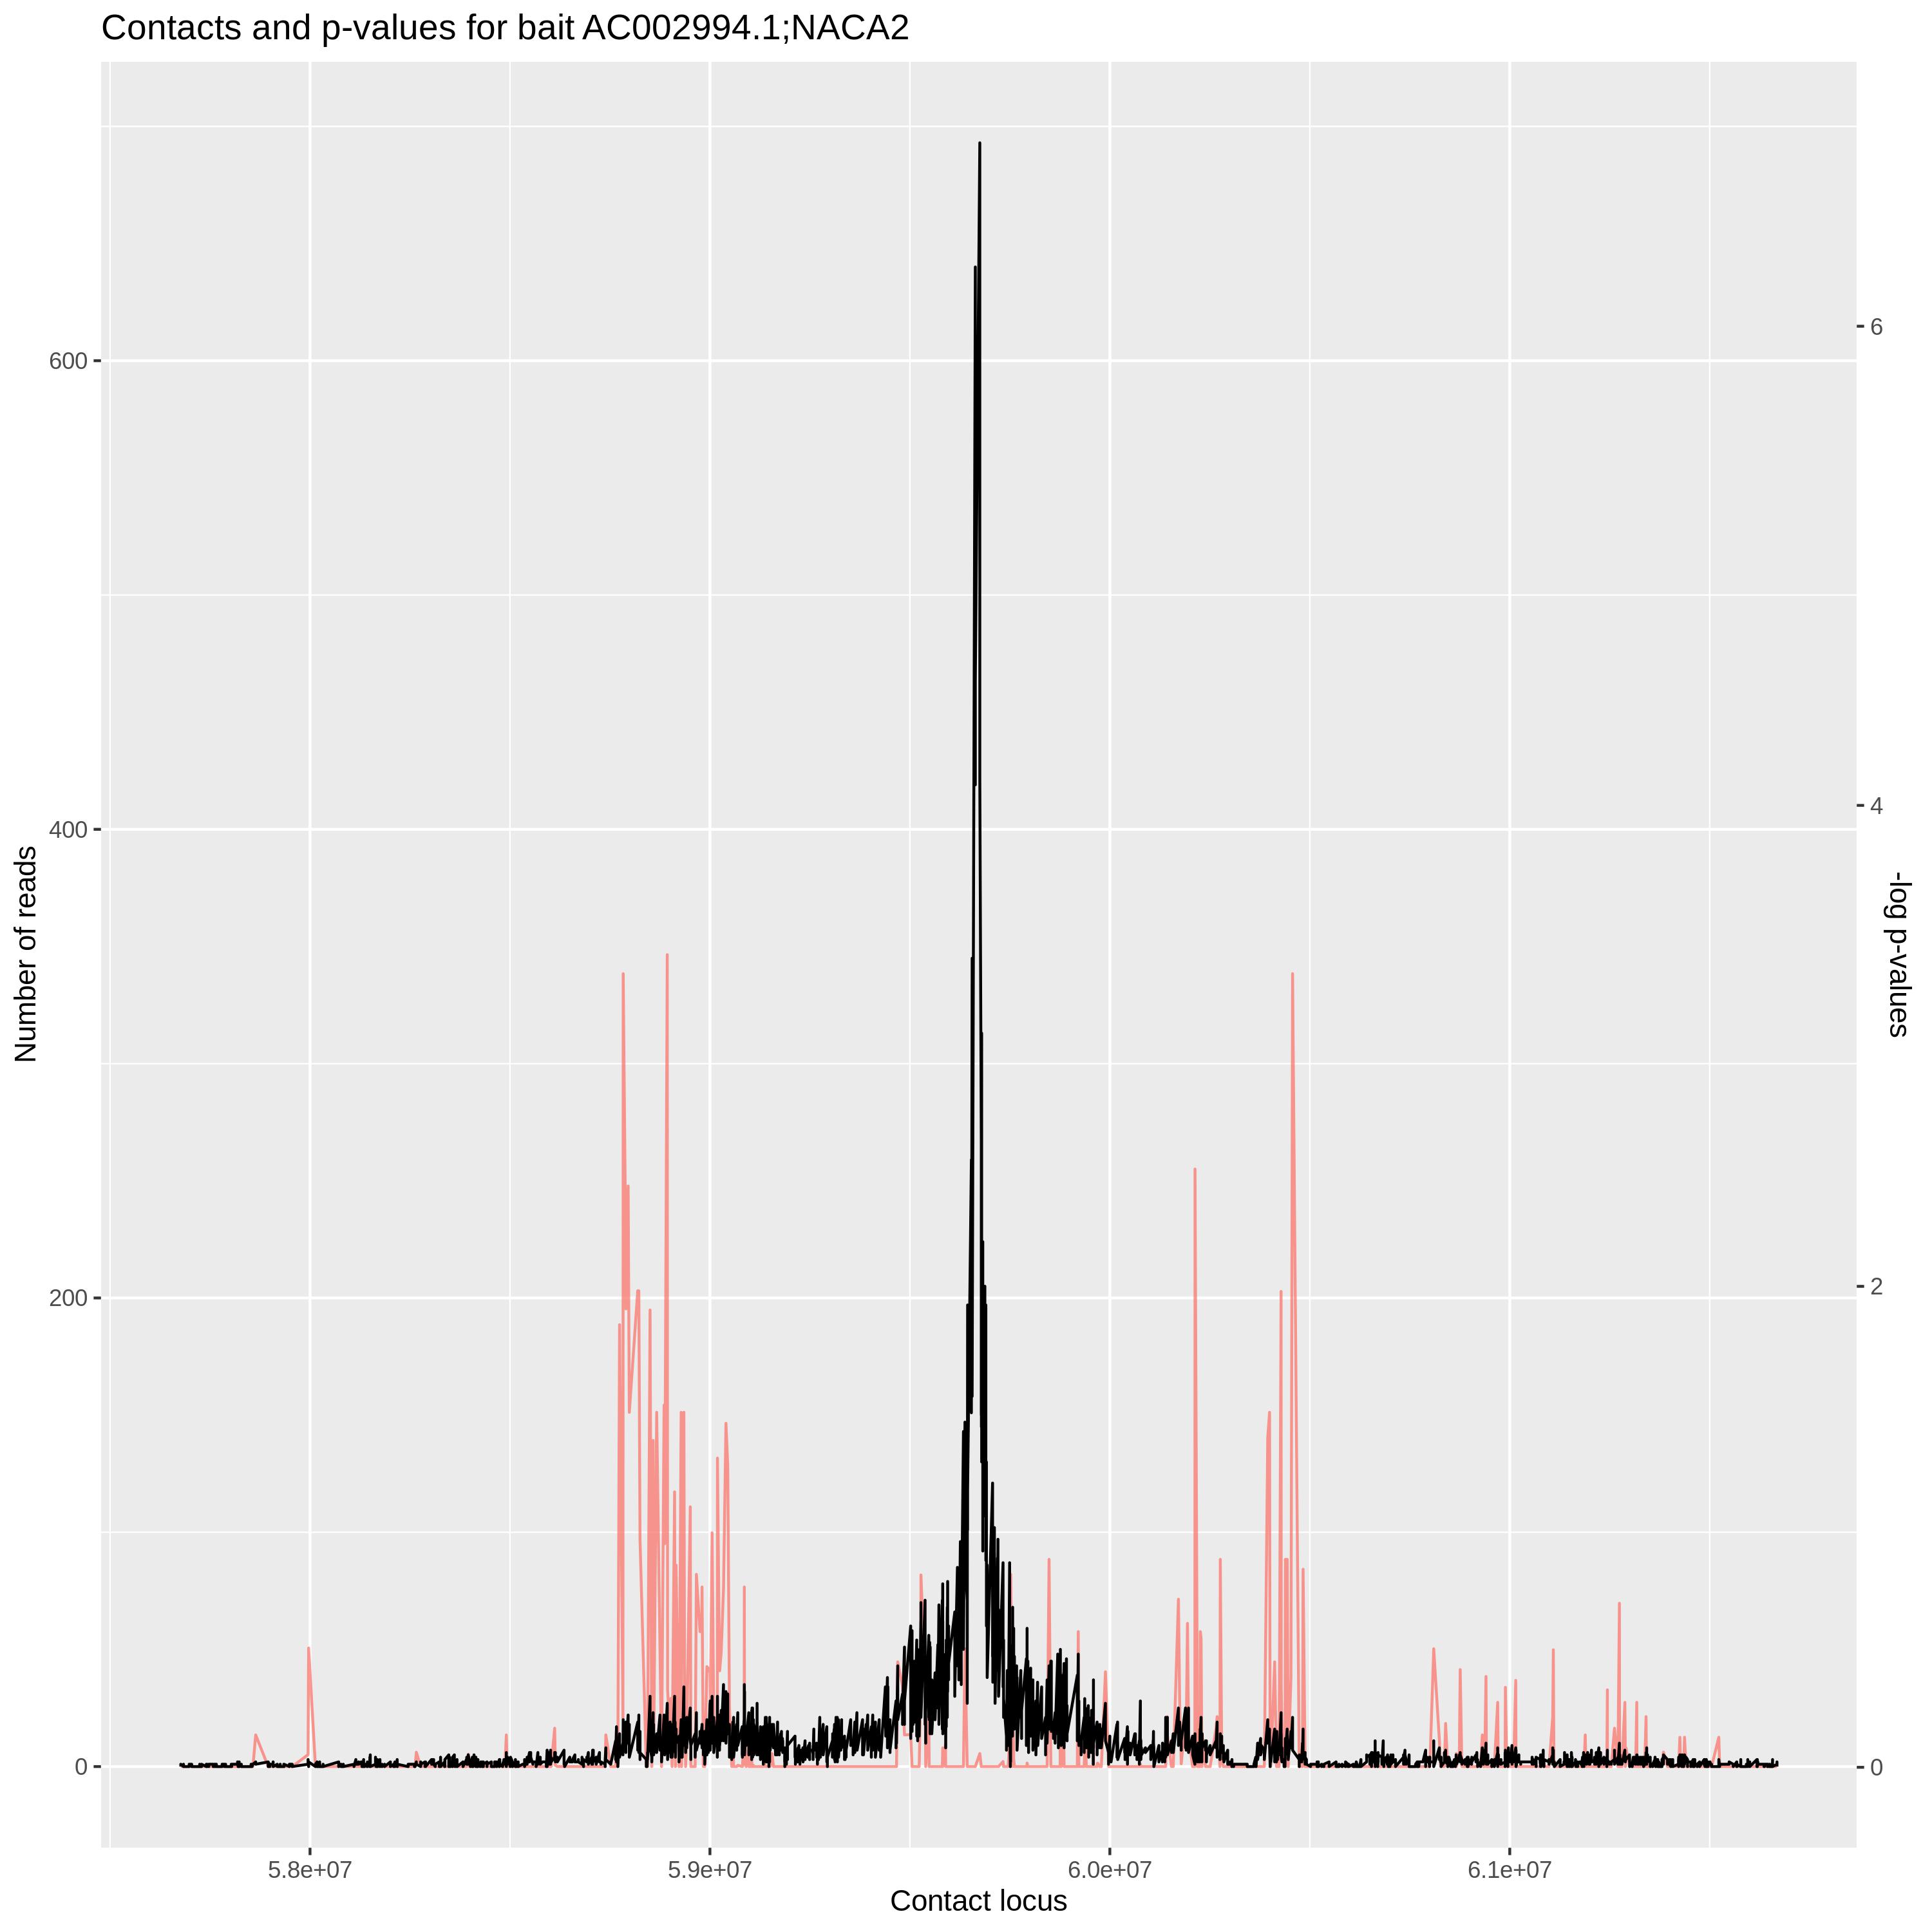 Contacts and p-values for bait AC002994.1;NACA2
600
400
200
0
Number of reads
6
4
2
0
-log p-values
5.8e+07
5.9e+07
6.0e+07
6.1e+07
Contact locus